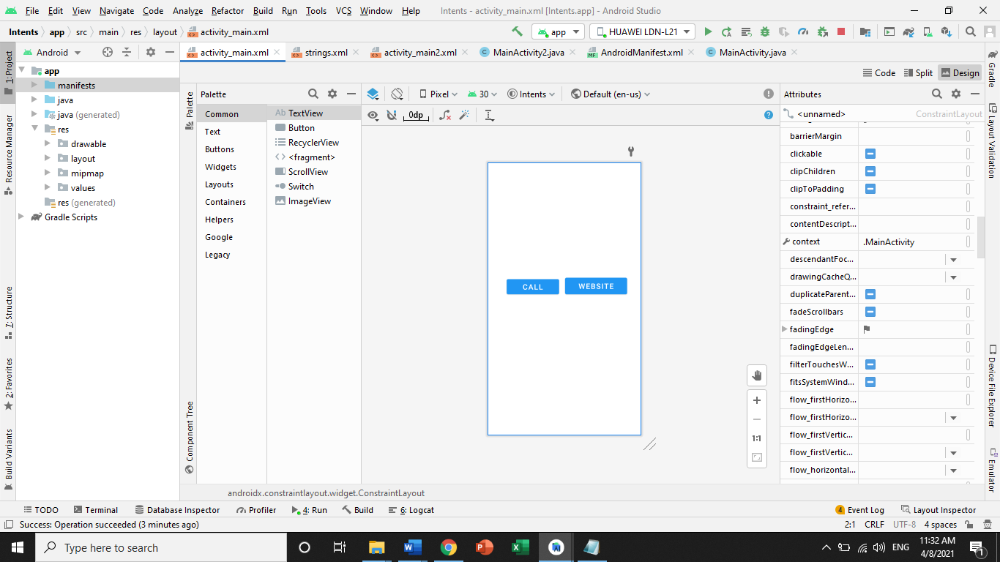 File Edit View Navigate Code Analyze Refactor Build Run Tools VCS Window Help Intents - activity_main.xml [Intents.app] - Android Studio
Intents app src main res layout activity_main.xml app HUAWEI LDN-L21
1: Project
Resource Manager
7: Structure
2: Favorites
Build Variants
Android
app
manifests
java
java (generated)
res
drawable
layout
mipmap
values
res (generated)
Gradle Scripts
activity_main.xml strings.xml activity_main2.xml MainActivity2.java AndroidManifest.xml MainActivity.java
Code Split Design
Palette
Component Tree
Palette
Common
Text
Buttons
Widgets
Layouts
Containers
Helpers
Google
Legacy
Ab TextView
Button
RecyclerView
<fragment>
ScrollView
Switch
ImageView
Pixel 30 Intents Default (en-us)
0dp
CALL WEBSITE
1:1
androidx.constraintlayout.widget.ConstraintLayout
Attributes
<unnamed> ConstraintLayout
barrierMargin
clickable
clipChildren
clipToPadding
constraint_refer...
contentDescript...
context .MainActivity
descendantFoc...
drawingCacheQ...
duplicateParent...
fadeScrollbars
fadingEdge
fadingEdgeLen...
filterTouchesW...
fitsSystemWind...
flow_firstHorizo...
flow_firstHorizo...
flow_firstVertic...
flow_firstVertic...
flow_horizontal...
Gradle
Layout Validation
Device File Explorer
Emulator
TODO Terminal Database Inspector Profiler 4: Run Build 6: Logcat 4 Event Log Layout Inspector
Success: Operation succeeded (3 minutes ago) 2:1 CRLF UTF-8 4 spaces
Type here to search
ENG
11:32 AM
4/8/2021
1